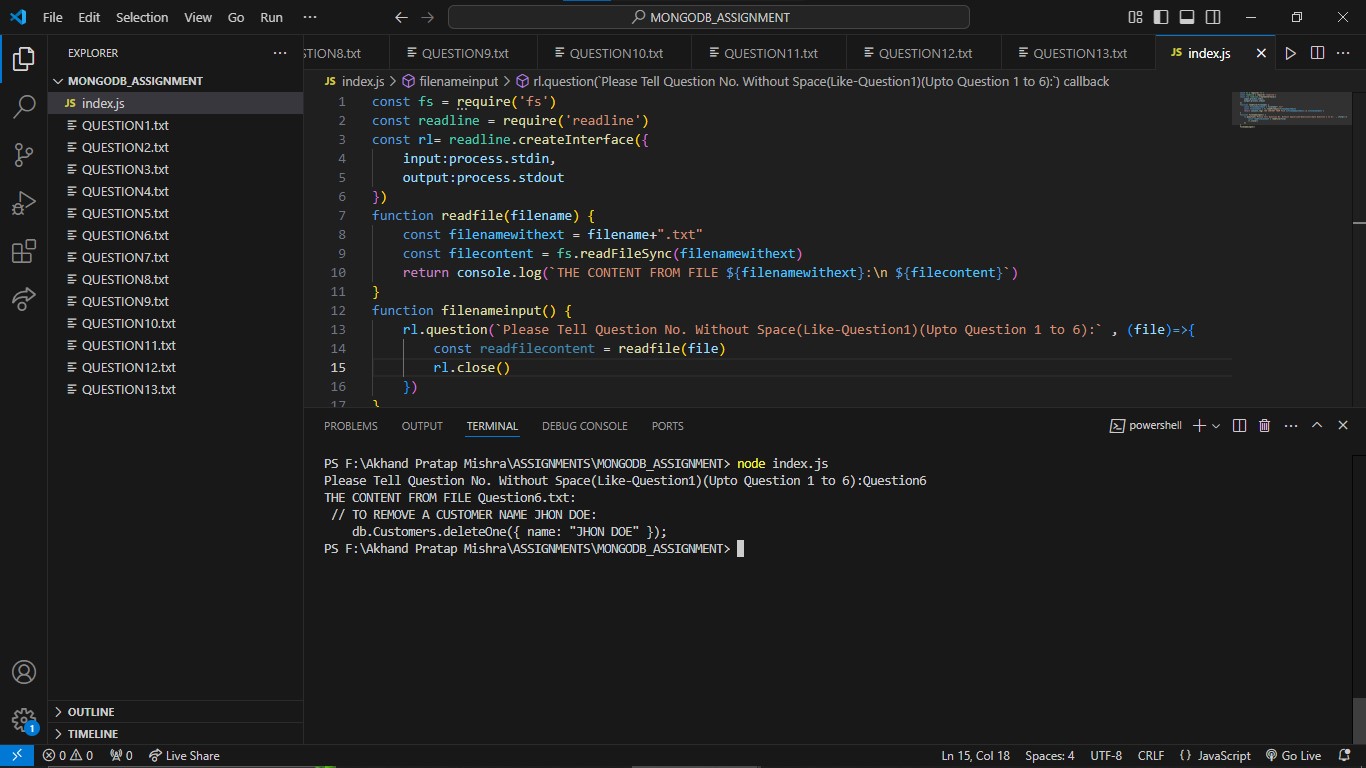 File Edit Selection View Go Run ··· MONGODB_ASSIGNMENT
EXPLORER ···
MONGODB_ASSIGNMENT
JS index.js
QUESTION1.txt
QUESTION2.txt
QUESTION3.txt
QUESTION4.txt
QUESTION5.txt
QUESTION6.txt
QUESTION7.txt
QUESTION8.txt
QUESTION9.txt
QUESTION10.txt
QUESTION11.txt
QUESTION12.txt
QUESTION13.txt
OUTLINE
TIMELINE
STION8.txt QUESTION9.txt QUESTION10.txt QUESTION11.txt QUESTION12.txt QUESTION13.txt JS index.js ···
JS index.js > filenameinput > rl.question(`Please Tell Question No. Without Space(Like-Question1)(Upto Question 1 to 6):`) callback
1 const fs = require('fs')
2 const readline = require('readline')
3 const rl= readline.createInterface({
4 input:process.stdin,
5 output:process.stdout
6 })
7 function readfile(filename) {
8 const filenamewithext = filename+".txt"
9 const filecontent = fs.readFileSync(filenamewithext)
10 return console.log(`THE CONTENT FROM FILE ${filenamewithext}:\n ${filecontent}`)
11 }
12 function filenameinput() {
13 rl.question(`Please Tell Question No. Without Space(Like-Question1)(Upto Question 1 to 6):` , (file)=>{
14 const readfilecontent = readfile(file)
15 rl.close()
16 })
17 }
PROBLEMS OUTPUT TERMINAL DEBUG CONSOLE PORTS powershell ···
PS F:\Akhand Pratap Mishra\ASSIGNMENTS\MONGODB_ASSIGNMENT> node index.js
Please Tell Question No. Without Space(Like-Question1)(Upto Question 1 to 6):Question6
THE CONTENT FROM FILE Question6.txt:
// TO REMOVE A CUSTOMER NAME JHON DOE:
db.Customers.deleteOne({ name: "JHON DOE" });
PS F:\Akhand Pratap Mishra\ASSIGNMENTS\MONGODB_ASSIGNMENT>
1
0 0 0 Live Share Ln 15, Col 18 Spaces: 4 UTF-8 CRLF {} JavaScript Go Live